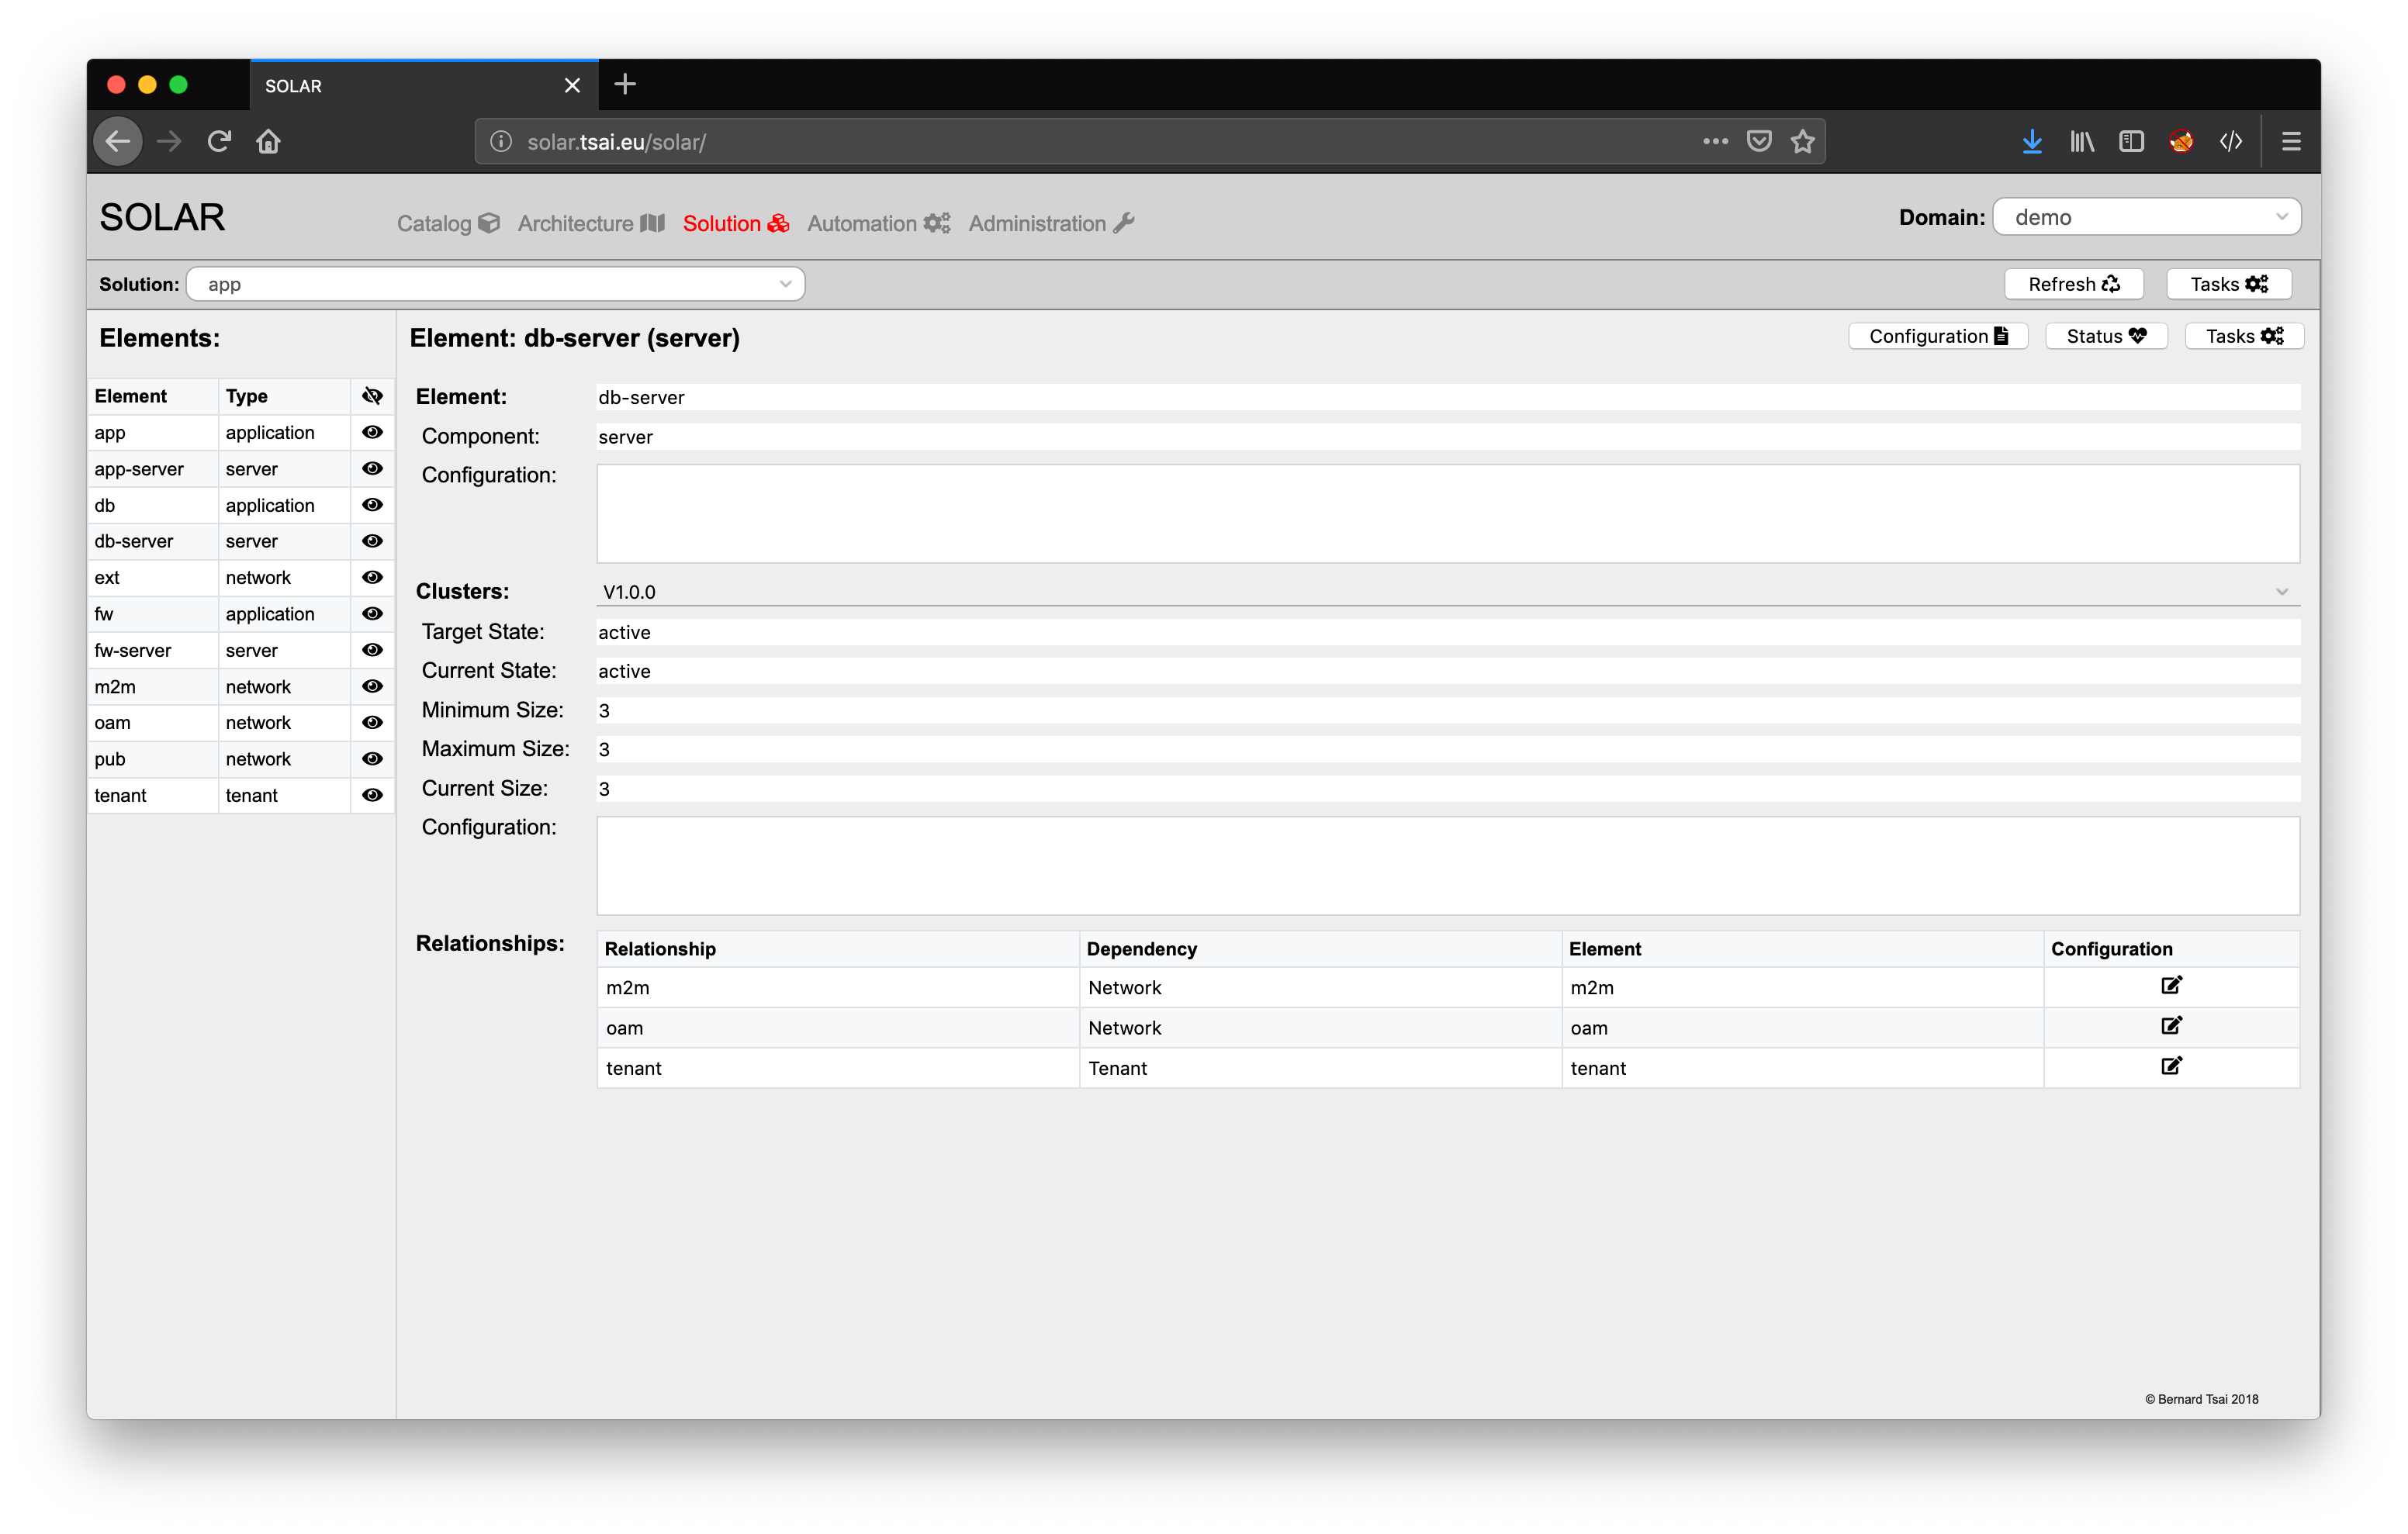 SOLAR
solar.tsai.eu/solar/
SOLAR Catalog Architecture Solution Automation Administration Domain: demo
Solution: app Refresh Tasks
Elements:
Element Type
app application
app-server server
db application
db-server server
ext network
fw application
fw-server server
m2m network
oam network
pub network
tenant tenant
Element: db-server (server) Configuration Status Tasks
Element: db-server
Component: server
Configuration:
Clusters: V1.0.0
Target State: active
Current State: active
Minimum Size: 3
Maximum Size: 3
Current Size: 3
Configuration:
Relationships:
Relationship Dependency Element Configuration
m2m Network m2m
oam Network oam
tenant Tenant tenant
© Bernard Tsai 2018